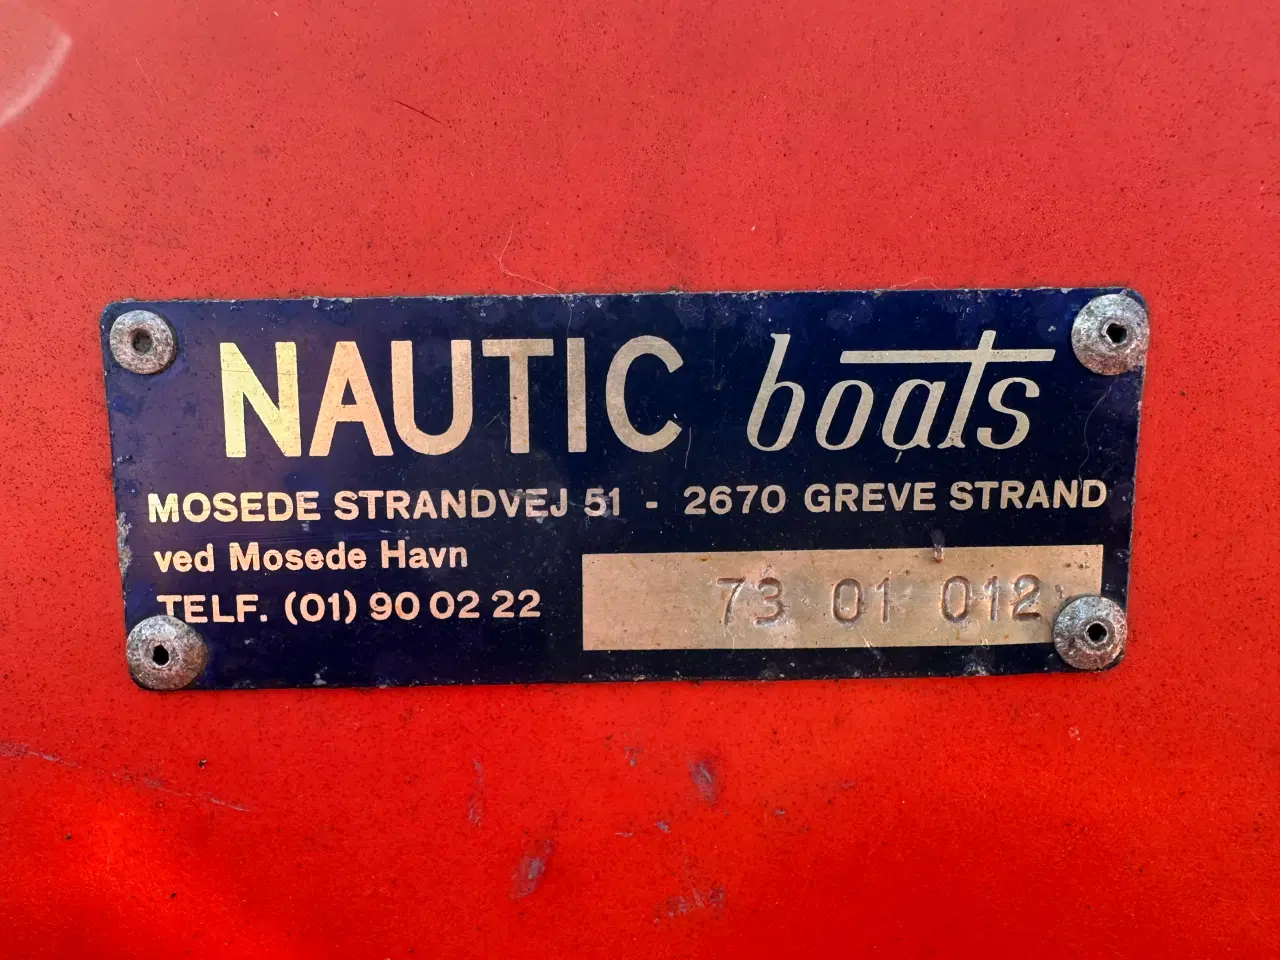 NAUTIC boats
MOSEDE STRANDVEJ 51 - 2670 GREVE STRAND
ved Mosede Havn
TELF. (01) 90 02 22
73 01 012